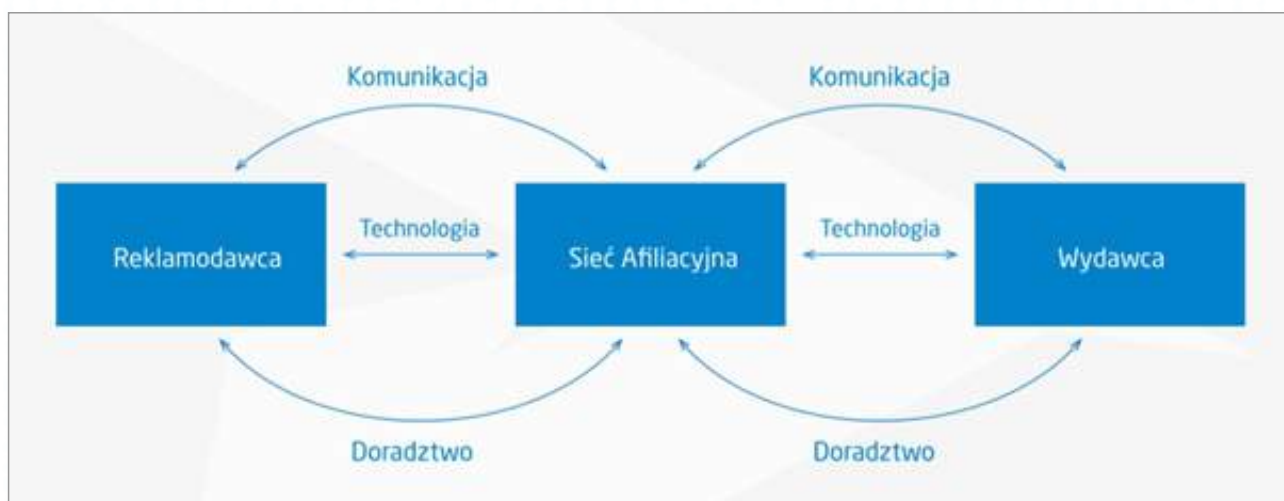 Komunikacja
Komunikacja
Reklamodawca
Technologia
Sieć Afiliacyjna
Technologia
Wydawca
Doradztwo
Doradztwo